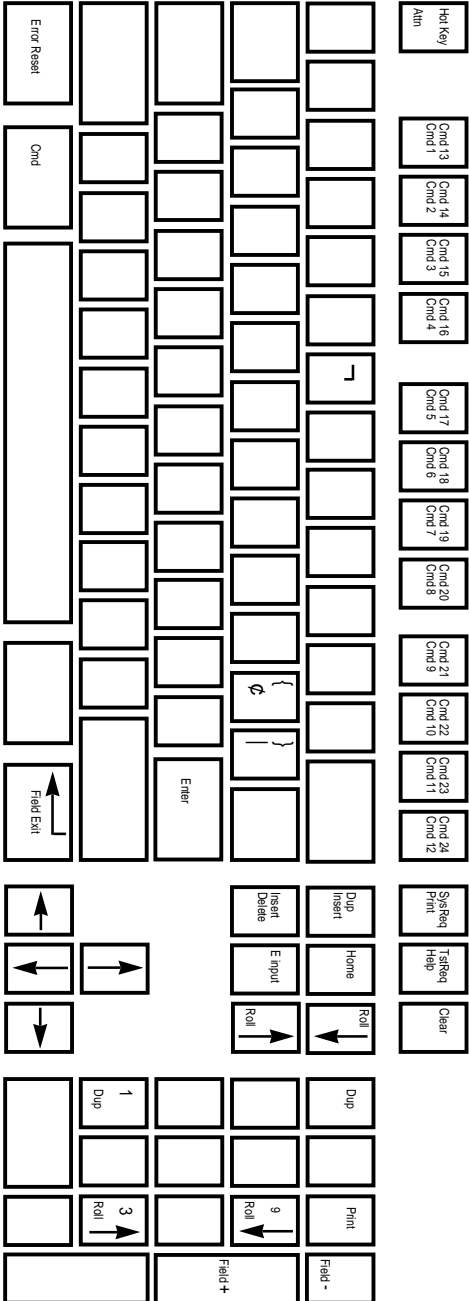 Hot Key
Attn
Cmd 13
Cmd 1
Cmd 14
Cmd 2
Cmd 15
Cmd 3
Cmd 16
Cmd 4
Cmd 17
Cmd 5
Cmd 18
Cmd 6
Cmd 19
Cmd 7
Cmd 20
Cmd 8
Cmd 21
Cmd 9
Cmd 22
Cmd 10
Cmd 23
Cmd 11
Cmd 24
Cmd 12
SysReq
Print
TstReq
Help
Clear
¬
Dup
Insert
Home
Roll
Dup
Print
Field -
{
¢
}
|
Insert
Delete
E input
Roll
9
Roll
Field +
Enter
1
Dup
3
Roll
Error Reset
Cmd
Field Exit